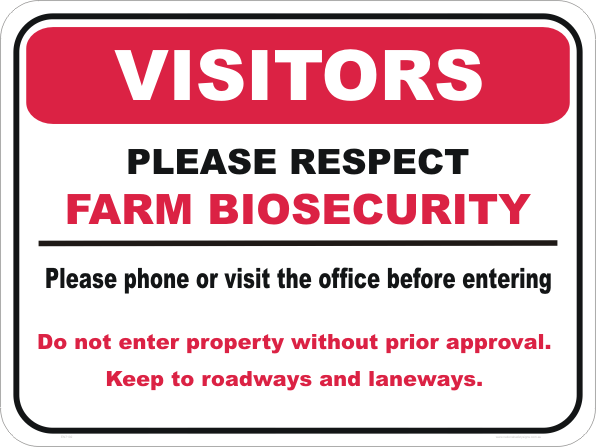 VISITORS
PLEASE RESPECT
FARM BIOSECURITY
Please phone or visit the office before entering
Do not enter property without prior approval.
Keep to roadways and laneways.